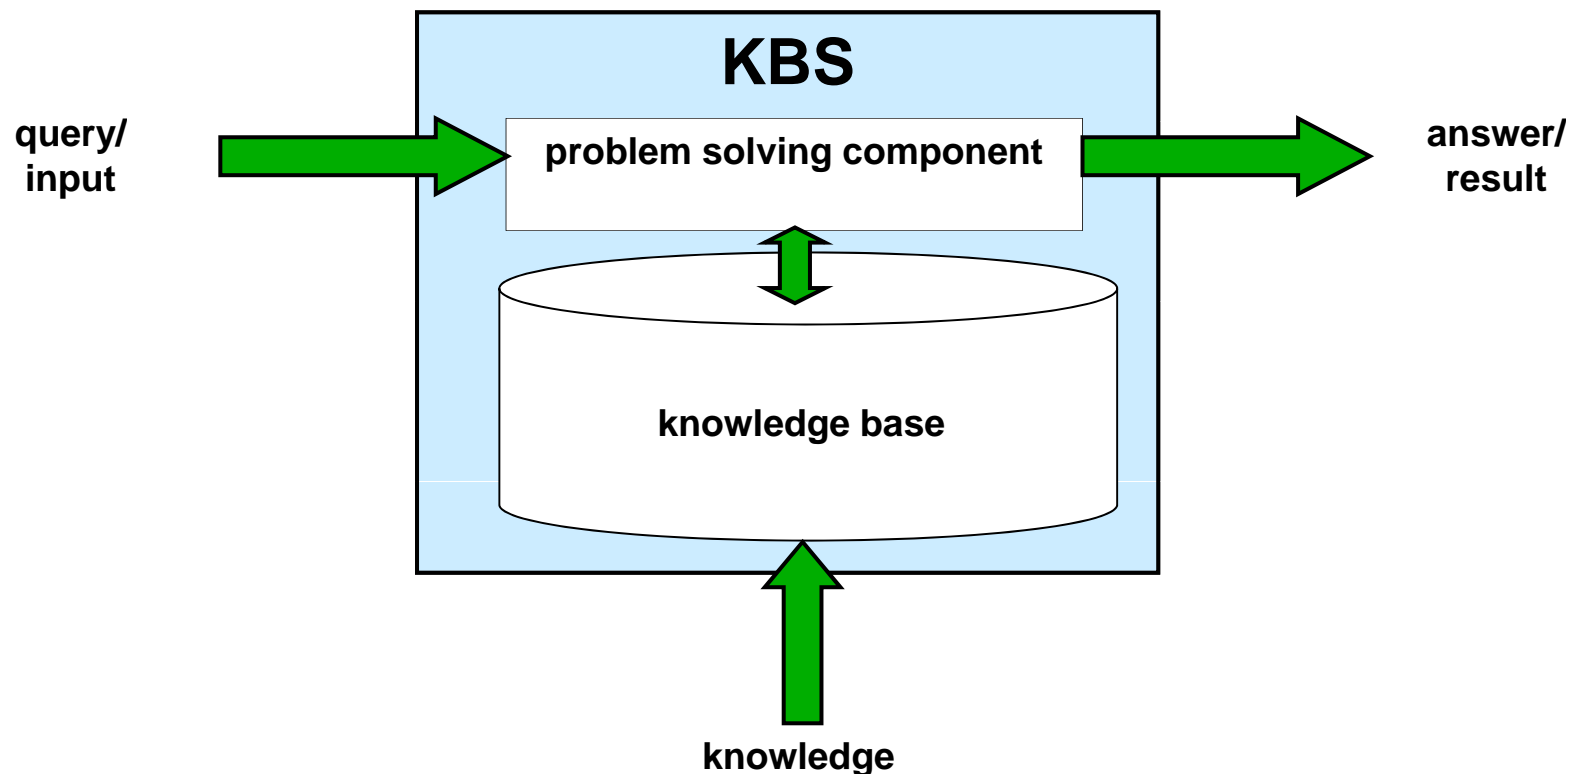 KBS
query/
input
problem solving component
answer/
result
knowledge base
knowledge